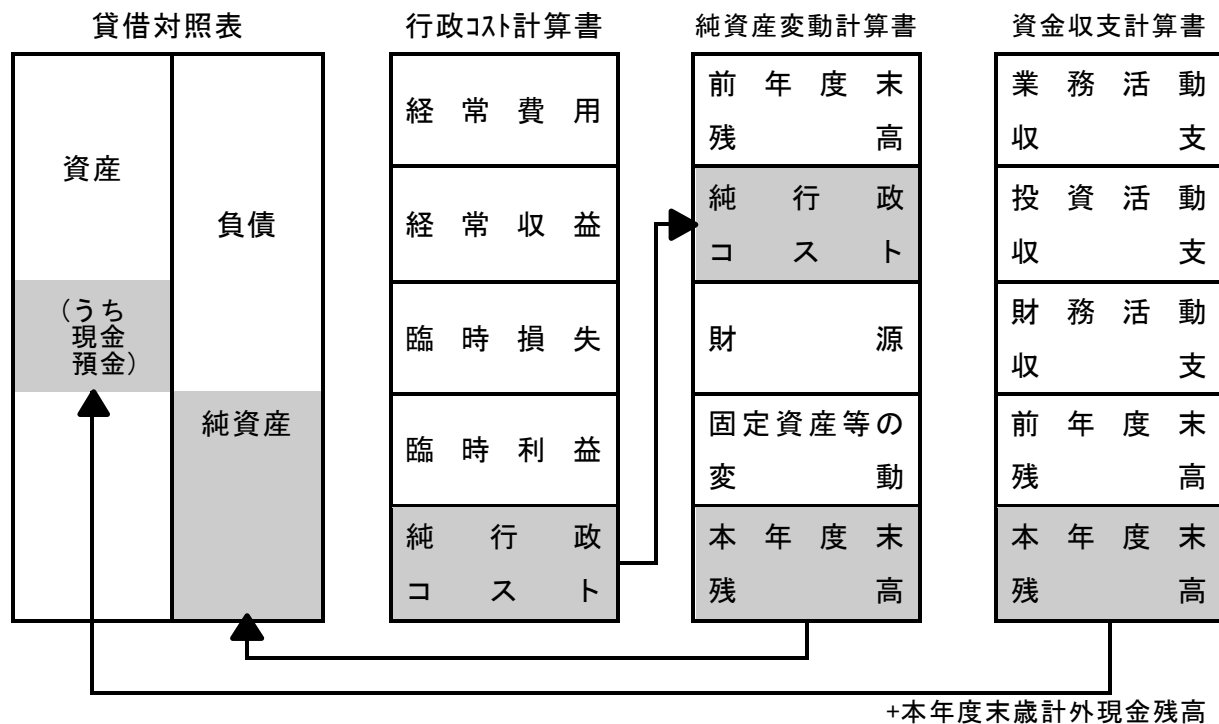 貸借対照表
資産
(うち
現金
預金)
負債
純資産
行政ｺｽﾄ計算書
経常費用
経常収益
臨時損失
臨時利益
純行政
コスト
純資産変動計算書
前年度末
残高
純行政
コスト
財源
固定資産等の
変動
本年度末
残高
資金収支計算書
業務活動
収支
投資活動
収支
財務活動
収支
前年度末
残高
本年度末
残高
+本年度末歳計外現金残高